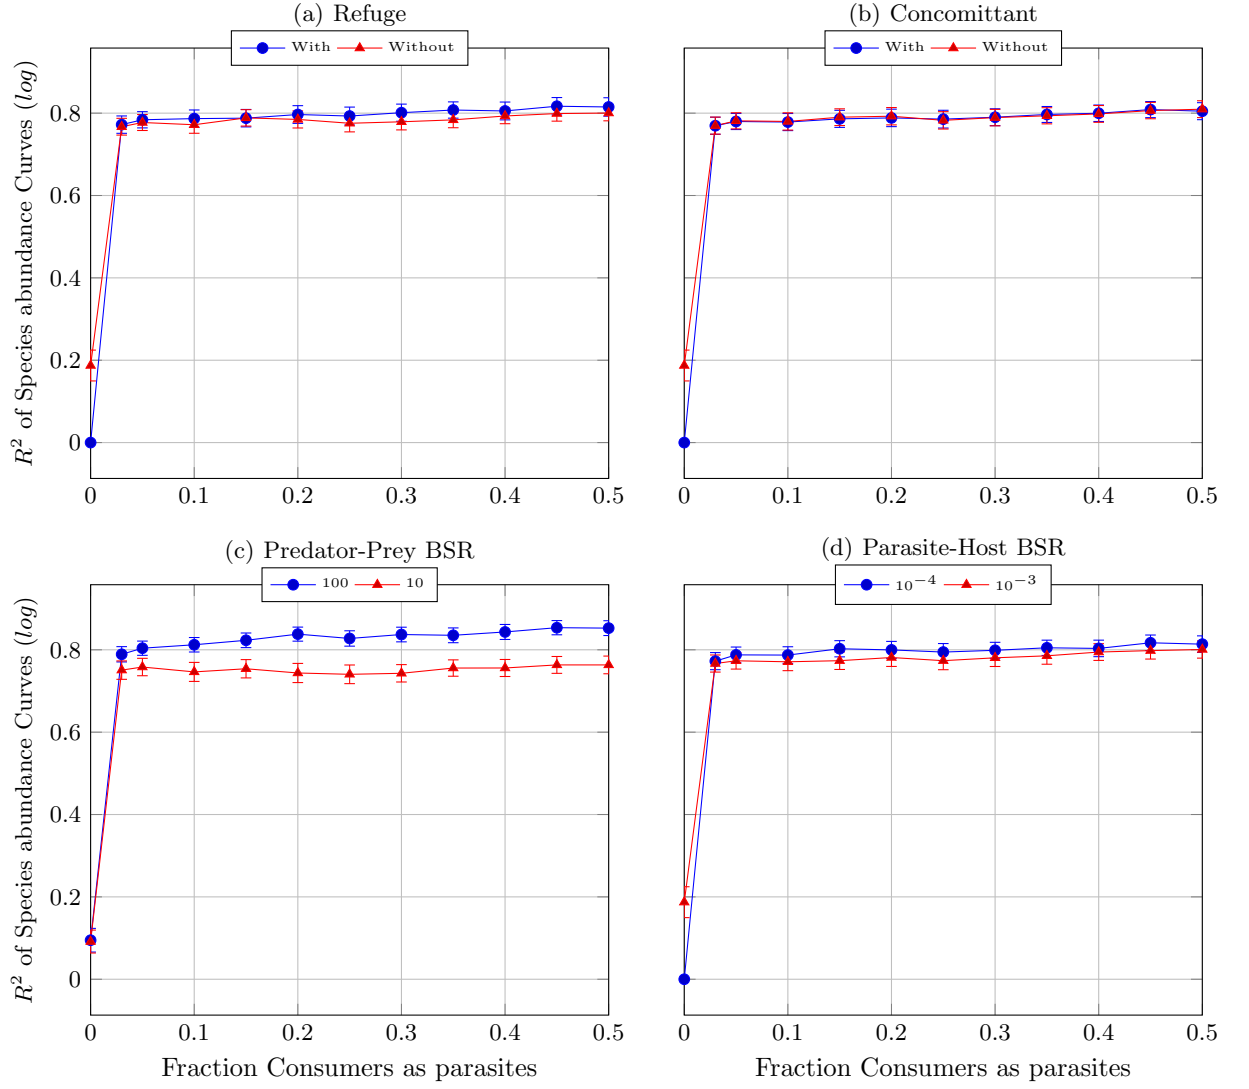 (a) Refuge
With Without
R² of Species abundance Curves (log)
0.8
0.6
0.4
0.2
0
0 0.1 0.2 0.3 0.4 0.5
(b) Concomittant
With Without
0 0.1 0.2 0.3 0.4 0.5
(c) Predator-Prey BSR
100 10
R² of Species abundance Curves (log)
0.8
0.6
0.4
0.2
0
0 0.1 0.2 0.3 0.4 0.5
Fraction Consumers as parasites
(d) Parasite-Host BSR
10⁻⁴ 10⁻³
0 0.1 0.2 0.3 0.4 0.5
Fraction Consumers as parasites